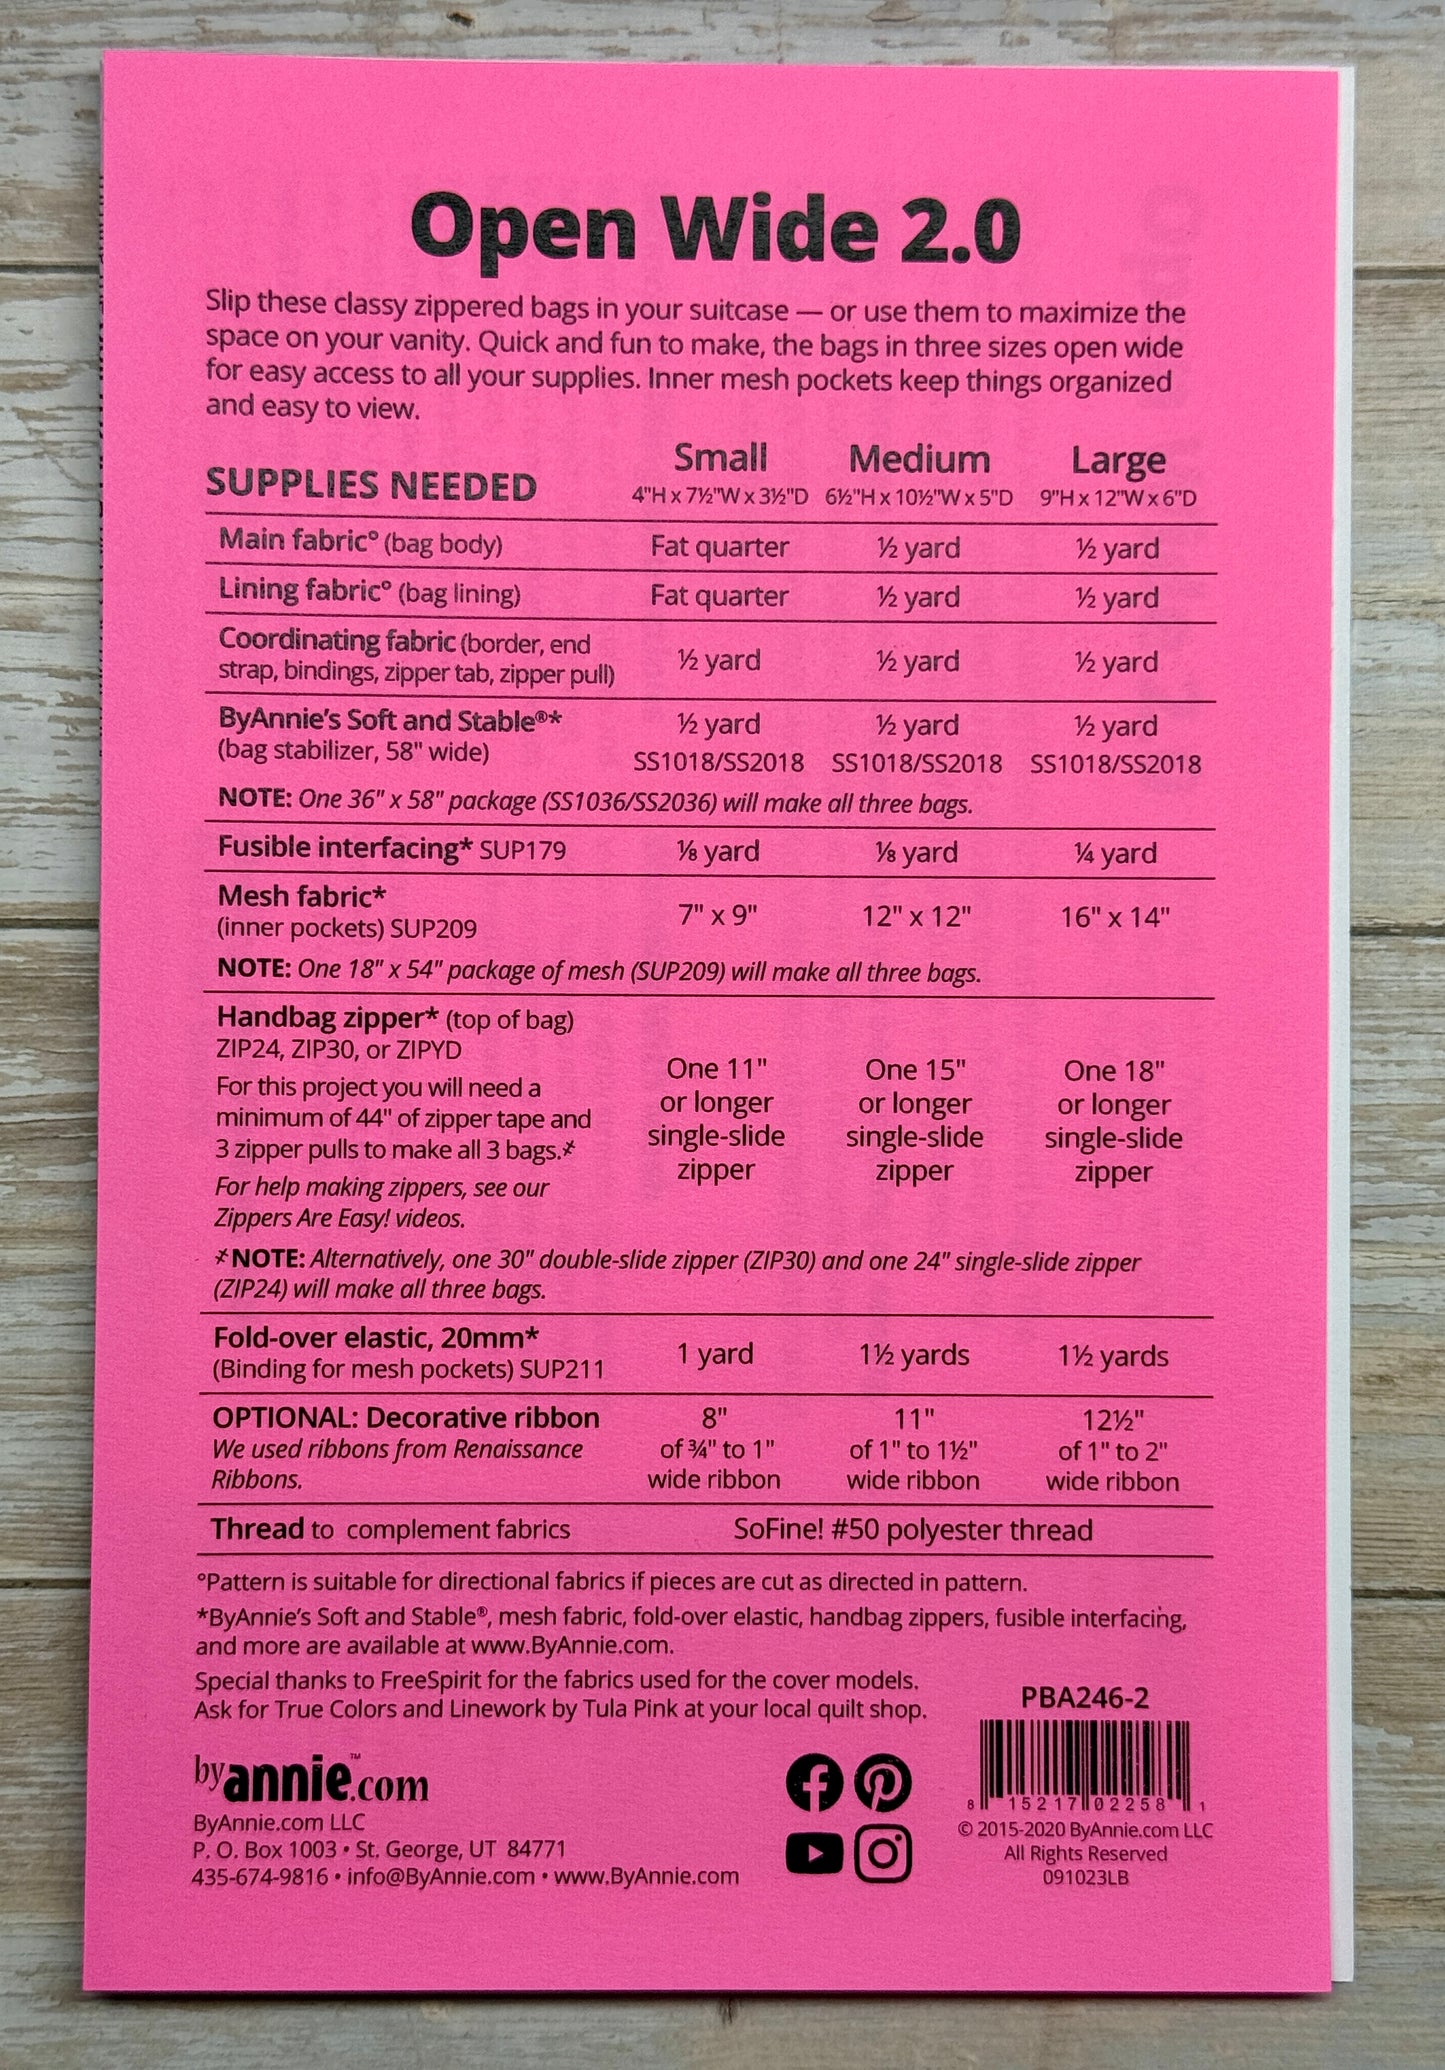 Open Wide 2.0
Slip these classy zippered bags in your suitcase — or use them to maximize the
space on your vanity. Quick and fun to make, the bags in three sizes open wide
for easy access to all your supplies. Inner mesh pockets keep things organized
and easy to view.
SUPPLIES NEEDED
Small Medium Large
4"H x 7½"W x 3½"D 6½"H x 10½"W x 5"D 9"H x 12"W x 6"D
Main fabric° (bag body) Fat quarter ½ yard ½ yard
Lining fabric° (bag lining) Fat quarter ½ yard ½ yard
Coordinating fabric (border, end
strap, bindings, zipper tab, zipper pull)
½ yard ½ yard ½ yard
ByAnnie's Soft and Stable®* ½ yard ½ yard ½ yard
(bag stabilizer, 58" wide) SS1018/SS2018 SS1018/SS2018 SS1018/SS2018
NOTE: One 36" x 58" package (SS1036/SS2036) will make all three bags.
Fusible interfacing* SUP179 ⅛ yard ⅛ yard ¼ yard
Mesh fabric*
(inner pockets) SUP209
7" x 9" 12" x 12" 16" x 14"
NOTE: One 18" x 54" package of mesh (SUP209) will make all three bags.
Handbag zipper* (top of bag)
ZIP24, ZIP30, or ZIPYD
For this project you will need a
minimum of 44" of zipper tape and
3 zipper pulls to make all 3 bags.҂
For help making zippers, see our
Zippers Are Easy! videos.
One 11" One 15" One 18"
or longer or longer or longer
single-slide single-slide single-slide
zipper zipper zipper
҂NOTE: Alternatively, one 30" double-slide zipper (ZIP30) and one 24" single-slide zipper
(ZIP24) will make all three bags.
Fold-over elastic, 20mm*
(Binding for mesh pockets) SUP211
1 yard 1½ yards 1½ yards
OPTIONAL: Decorative ribbon 8" 11" 12½"
We used ribbons from Renaissance of ¾" to 1" of 1" to 1½" of 1" to 2"
Ribbons. wide ribbon wide ribbon wide ribbon
Thread to complement fabrics SoFine! #50 polyester thread
°Pattern is suitable for directional fabrics if pieces are cut as directed in pattern.
*ByAnnie's Soft and Stable®, mesh fabric, fold-over elastic, handbag zippers, fusible interfacing,
and more are available at www.ByAnnie.com.
Special thanks to FreeSpirit for the fabrics used for the cover models.
Ask for True Colors and Linework by Tula Pink at your local quilt shop.
byannie.com™
ByAnnie.com LLC
P. O. Box 1003 • St. George, UT 84771
435-674-9816 • info@ByAnnie.com • www.ByAnnie.com
PBA246-2
8 15217 02258 1
© 2015-2020 ByAnnie.com LLC
All Rights Reserved
091023LB